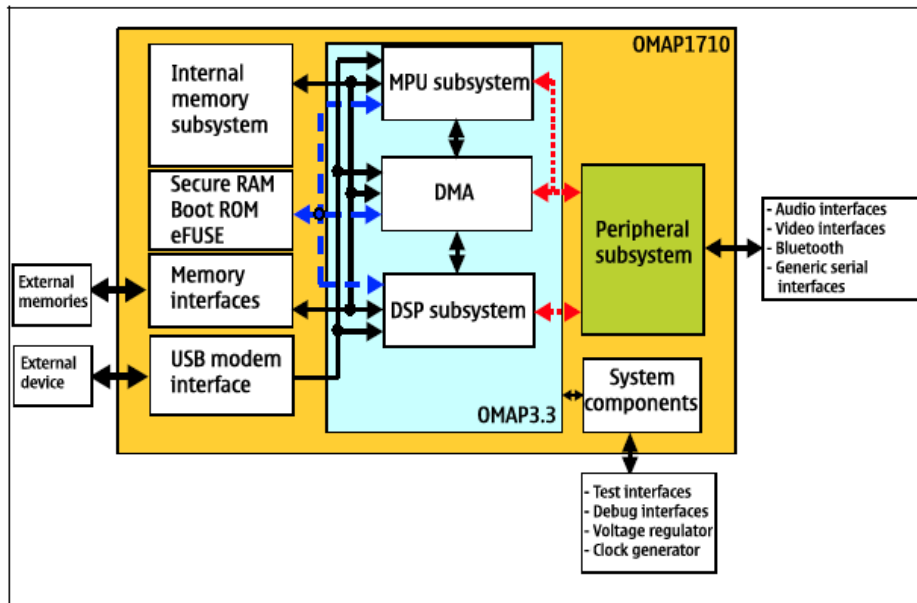 OMAP1710
Internal
memory
subsystem
MPU subsystem
Secure RAM
Boot ROM
eFUSE
DMA
Peripheral
subsystem
- Audio interfaces
- Video interfaces
- Bluetooth
- Generic serial
interfaces
External
memories
Memory
interfaces
DSP subsystem
External
device
USB modem
interface
System
components
OMAP3.3
- Test interfaces
- Debug interfaces
- Voltage regulator
- Clock generator